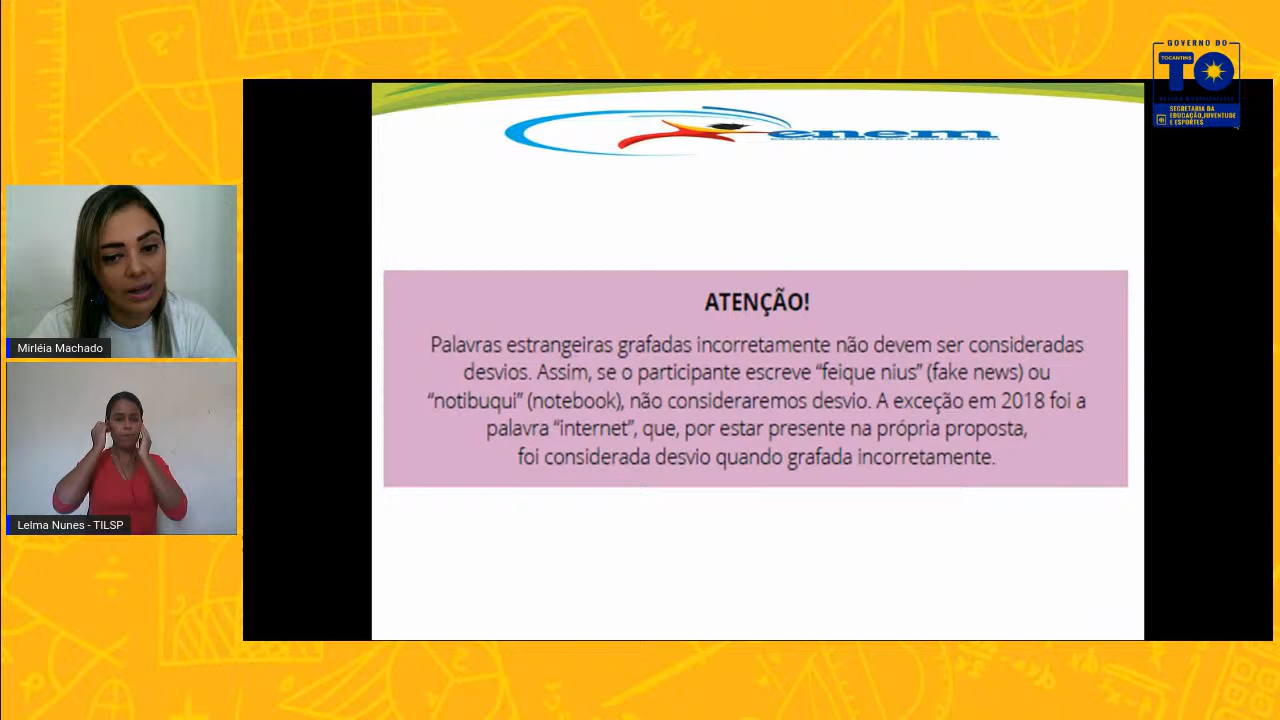 GOVERNO DO
TOCANTINS
TO
SECRETARIA DA
EDUCAÇÃO, JUVENTUDE
E ESPORTES
enem
ATENÇÃO!
Palavras estrangeiras grafadas incorretamente não devem ser consideradas
desvios. Assim, se o participante escreve “feique nius” (fake news) ou
“notibuqui” (notebook), não consideraremos desvio. A exceção em 2018 foi a
palavra “internet”, que, por estar presente na própria proposta,
foi considerada desvio quando grafada incorretamente.
Mirléia Machado
Lelma Nunes - TILSP